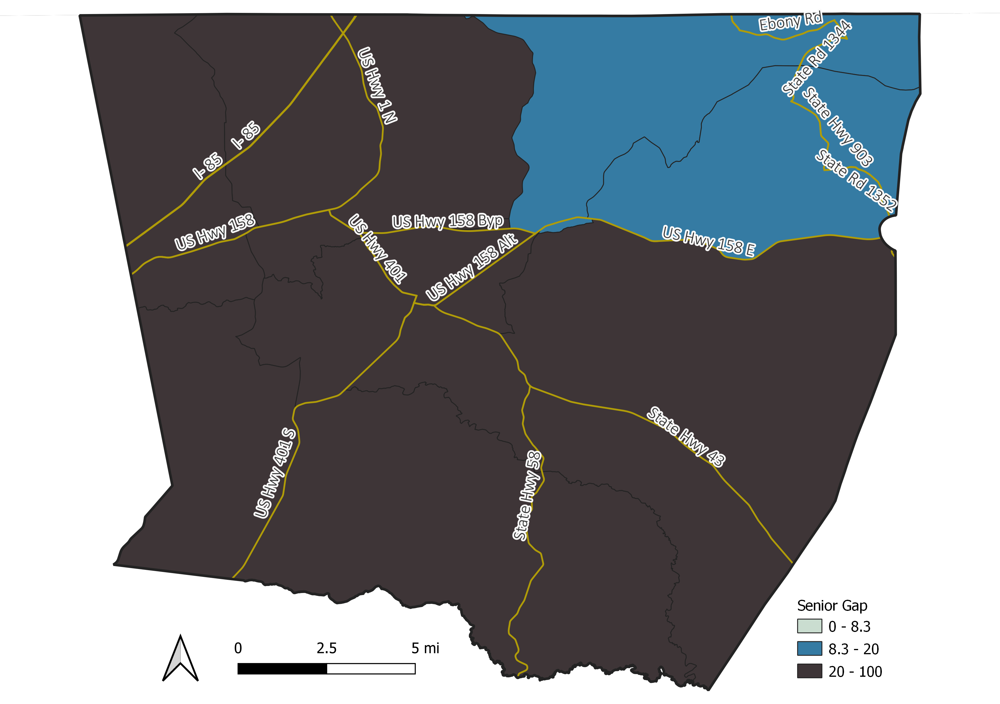 Ebony Rd
State Rd 1344
US Hwy 1 N
State Hwy 903
I- 85
I- 85
State Rd 1352
US Hwy 158
US Hwy 158 Byp
US Hwy 401
US Hwy 158 E
US Hwy 158 Alt
State Hwy 43
US Hwy 401 S
State Hwy 58
Senior Gap
0 - 8.3
8.3 - 20
20 - 100
0 2.5 5 mi